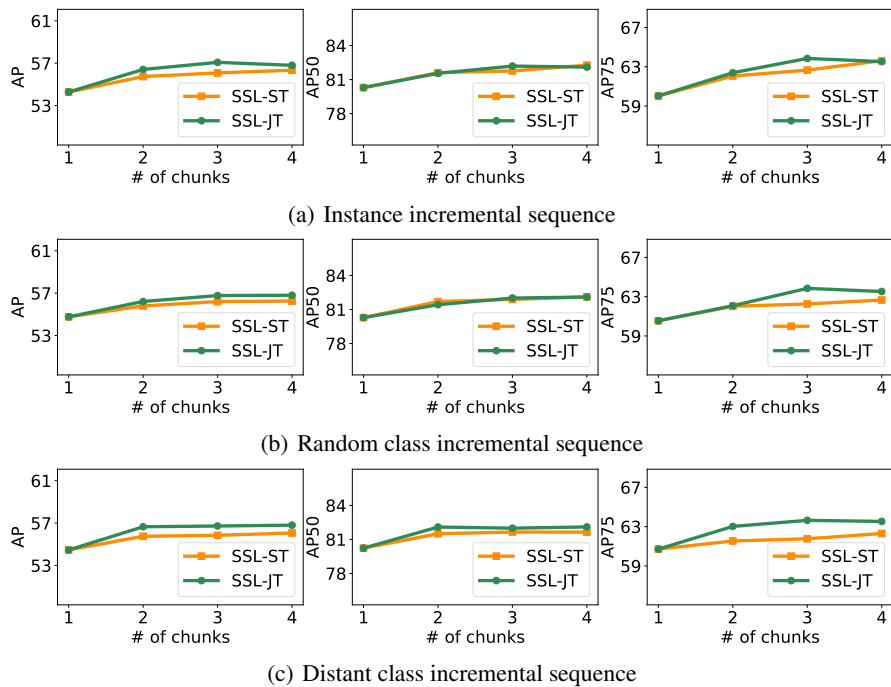 61
57
53
AP
SSL-ST
SSL-JT
1 2 3 4
# of chunks
84
81
78
AP50
SSL-ST
SSL-JT
1 2 3 4
# of chunks
67
63
59
AP75
SSL-ST
SSL-JT
1 2 3 4
# of chunks
(a) Instance incremental sequence
61
57
53
AP
SSL-ST
SSL-JT
1 2 3 4
# of chunks
84
81
78
AP50
SSL-ST
SSL-JT
1 2 3 4
# of chunks
67
63
59
AP75
SSL-ST
SSL-JT
1 2 3 4
# of chunks
(b) Random class incremental sequence
61
57
53
AP
SSL-ST
SSL-JT
1 2 3 4
# of chunks
84
81
78
AP50
SSL-ST
SSL-JT
1 2 3 4
# of chunks
67
63
59
AP75
SSL-ST
SSL-JT
1 2 3 4
# of chunks
(c) Distant class incremental sequence